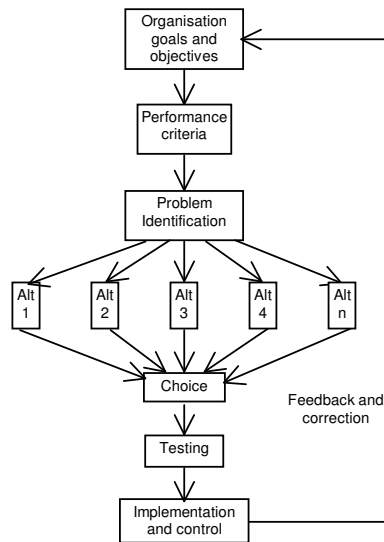 Organisation
goals and
objectives
Performance
criteria
Problem
Identification
Alt
1
Alt
2
Alt
3
Alt
4
Alt
n
Choice
Feedback and
correction
Testing
Implementation
and control